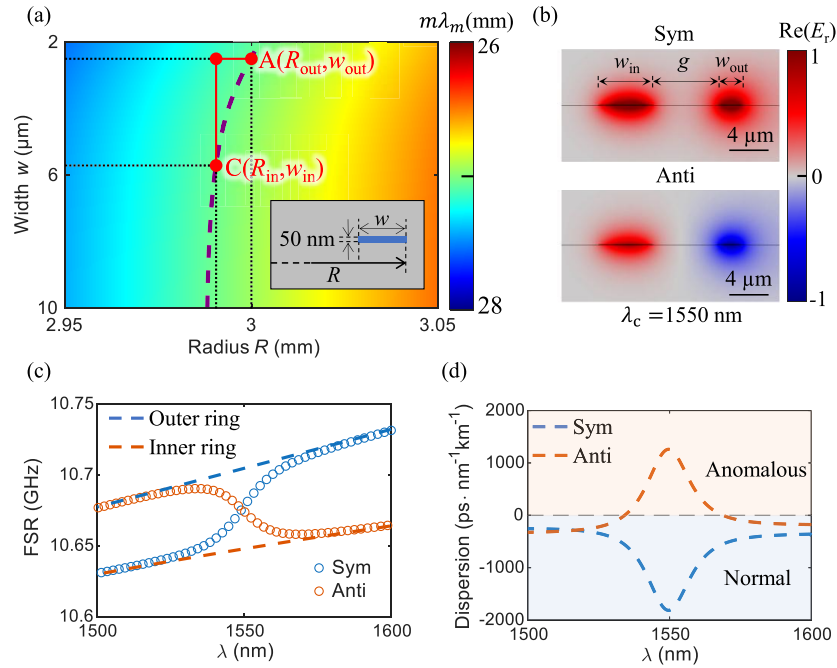 (a)
mλm(mm)
2
6
10
Width w (μm)
A(Rout,wout)
C(Rin,win)
50 nm
w
R
2.95
3
3.05
Radius R (mm)
26
28
(b)
Re(Er)
Sym
win
g
wout
4 μm
Anti
4 μm
λc =1550 nm
1
0
-1
(c)
10.75
10.7
10.65
10.6
FSR (GHz)
Outer ring
Inner ring
Sym
Anti
1500
1550
1600
λ (nm)
(d)
2000
1000
0
-1000
-2000
Dispersion (ps· nm-1km-1)
Sym
Anti
Anomalous
Normal
1500
1550
1600
λ (nm)